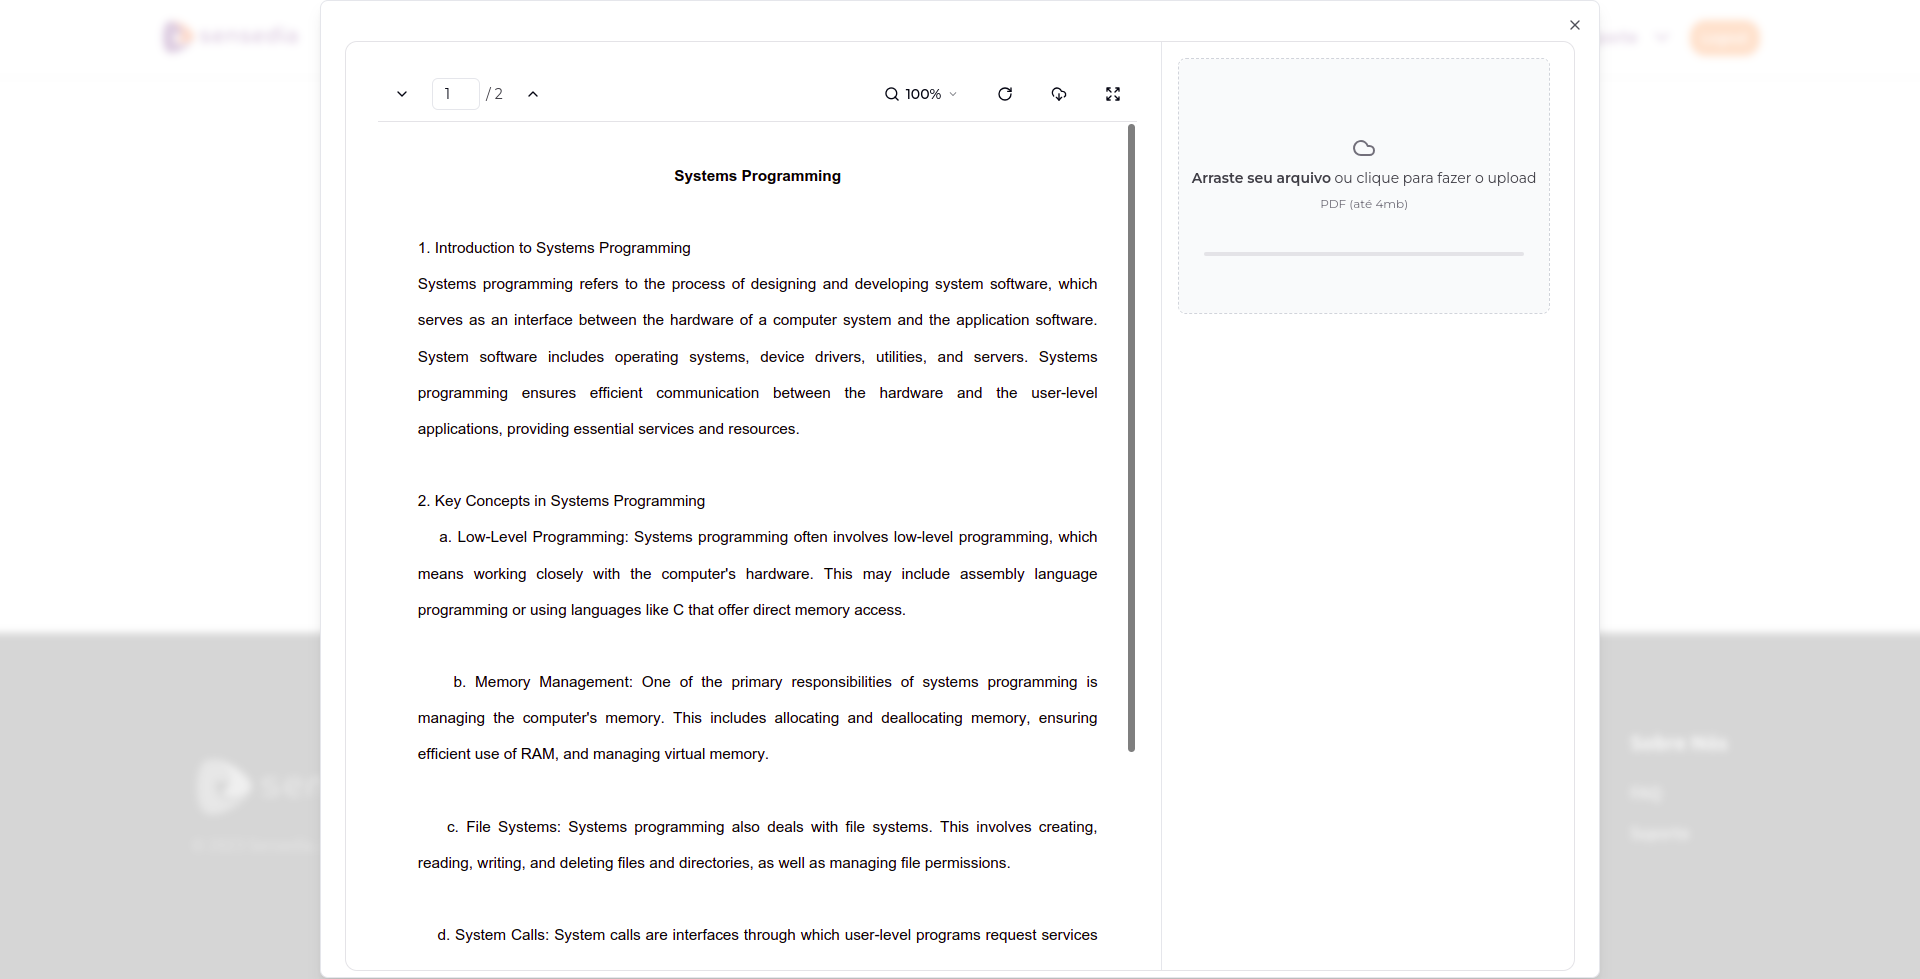 sensedia
1 / 2
100%
Systems Programming
1. Introduction to Systems Programming
Systems programming refers to the process of designing and developing system software, which
serves as an interface between the hardware of a computer system and the application software.
System software includes operating systems, device drivers, utilities, and servers. Systems
programming ensures efficient communication between the hardware and the user-level
applications, providing essential services and resources.
2. Key Concepts in Systems Programming
a. Low-Level Programming: Systems programming often involves low-level programming, which
means working closely with the computer's hardware. This may include assembly language
programming or using languages like C that offer direct memory access.
b. Memory Management: One of the primary responsibilities of systems programming is
managing the computer's memory. This includes allocating and deallocating memory, ensuring
efficient use of RAM, and managing virtual memory.
c. File Systems: Systems programming also deals with file systems. This involves creating,
reading, writing, and deleting files and directories, as well as managing file permissions.
d. System Calls: System calls are interfaces through which user-level programs request services
Arraste seu arquivo ou clique para fazer o upload
PDF (até 4mb)
Sobre Nós
FAQ
Suporte